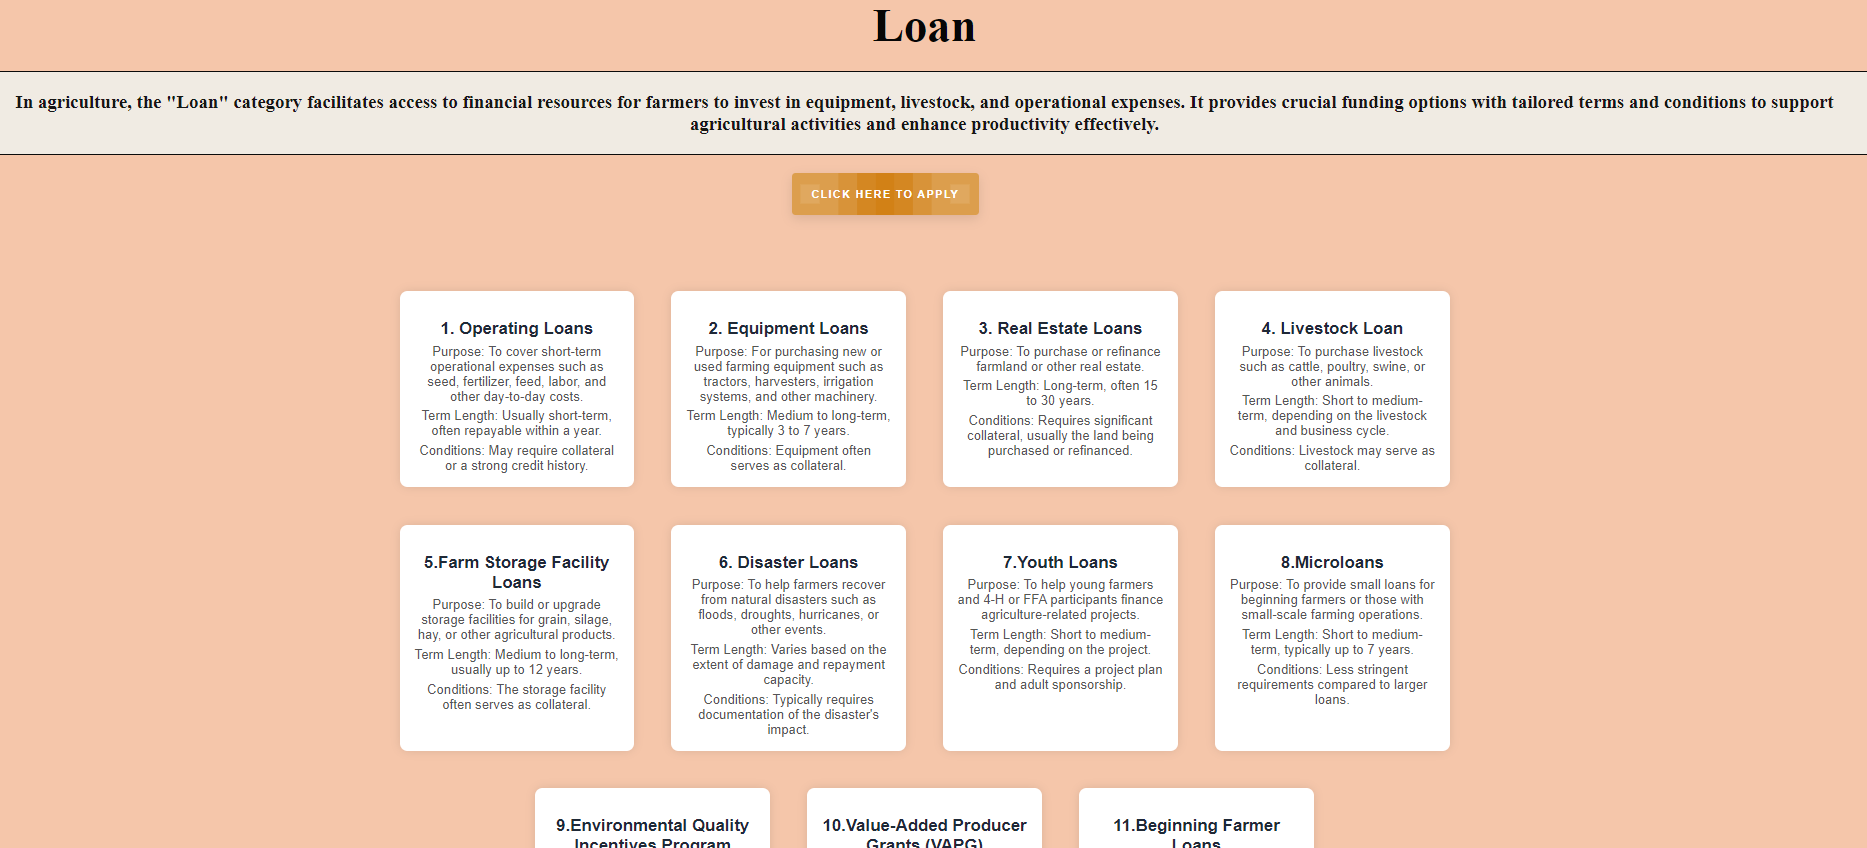 Loan
In agriculture, the "Loan" category facilitates access to financial resources for farmers to invest in equipment, livestock, and operational expenses. It provides crucial funding options with tailored terms and conditions to support
agricultural activities and enhance productivity effectively.
CLICK HERE TO APPLY
1. Operating Loans
Purpose: To cover short-term
operational expenses such as
seed, fertilizer, feed, labor, and
other day-to-day costs.
Term Length: Usually short-term,
often repayable within a year.
Conditions: May require collateral
or a strong credit history.
2. Equipment Loans
Purpose: For purchasing new or
used farming equipment such as
tractors, harvesters, irrigation
systems, and other machinery.
Term Length: Medium to long-term,
typically 3 to 7 years.
Conditions: Equipment often
serves as collateral.
3. Real Estate Loans
Purpose: To purchase or refinance
farmland or other real estate.
Term Length: Long-term, often 15
to 30 years.
Conditions: Requires significant
collateral, usually the land being
purchased or refinanced.
4. Livestock Loan
Purpose: To purchase livestock
such as cattle, poultry, swine, or
other animals.
Term Length: Short to medium-
term, depending on the livestock
and business cycle.
Conditions: Livestock may serve as
collateral.
5.Farm Storage Facility
Loans
Purpose: To build or upgrade
storage facilities for grain, silage,
hay, or other agricultural products.
Term Length: Medium to long-term,
usually up to 12 years.
Conditions: The storage facility
often serves as collateral.
6. Disaster Loans
Purpose: To help farmers recover
from natural disasters such as
floods, droughts, hurricanes, or
other events.
Term Length: Varies based on the
extent of damage and repayment
capacity.
Conditions: Typically requires
documentation of the disaster's
impact.
7.Youth Loans
Purpose: To help young farmers
and 4-H or FFA participants finance
agriculture-related projects.
Term Length: Short to medium-
term, depending on the project.
Conditions: Requires a project plan
and adult sponsorship.
8.Microloans
Purpose: To provide small loans for
beginning farmers or those with
small-scale farming operations.
Term Length: Short to medium-
term, typically up to 7 years.
Conditions: Less stringent
requirements compared to larger
loans.
9.Environmental Quality
Incentives Program
10.Value-Added Producer
Grants (VAPG)
11.Beginning Farmer
Loans